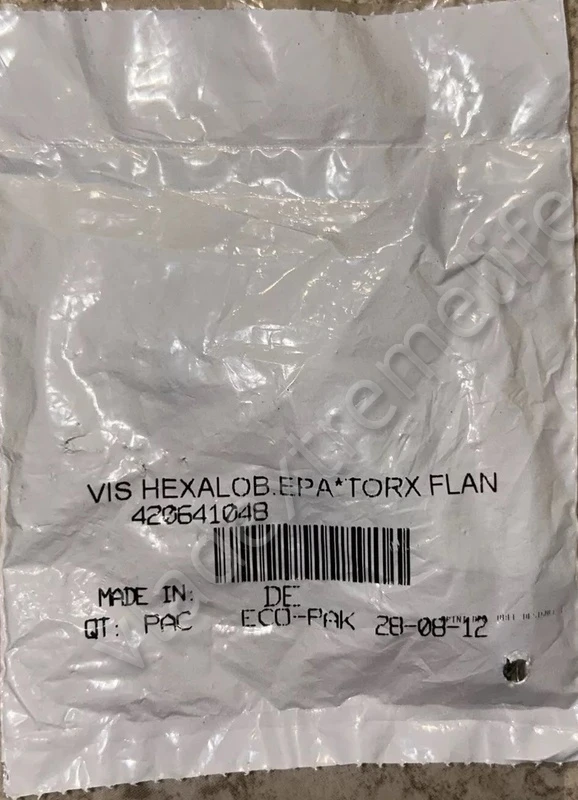 VIS HEXALOB.EPA*TORX FLAN
420641048
MADE IN: DE
QT: PAC ECO-PAK 28-08-12